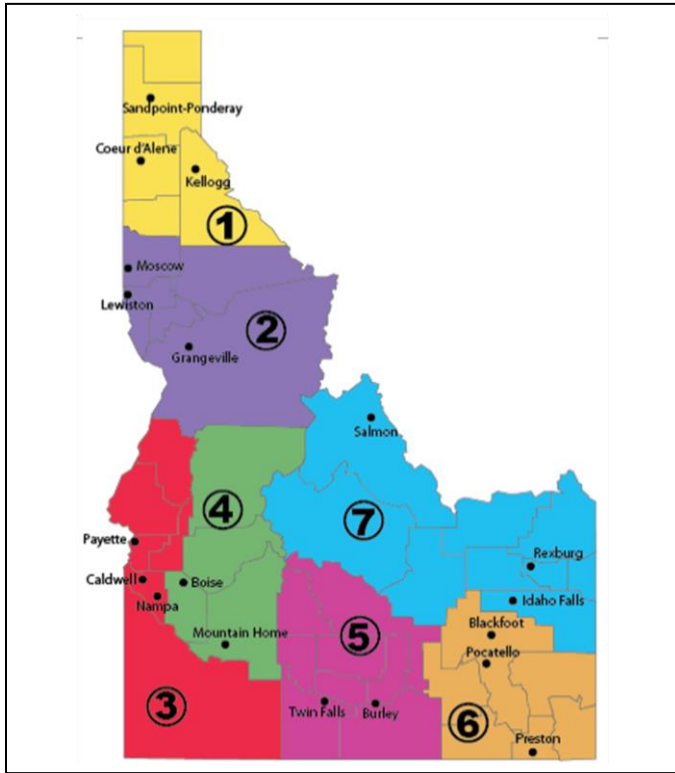 Sandpoint-Ponderay
Coeur d'Alene
Kellogg
1
Moscow
Lewiston
2
Grangeville
Salmon
4
7
Payette
Rexburg
Caldwell
Boise
Nampa
Idaho Falls
Blackfoot
Mountain Home
5
Pocatello
3
Twin Falls
Burley
6
Preston